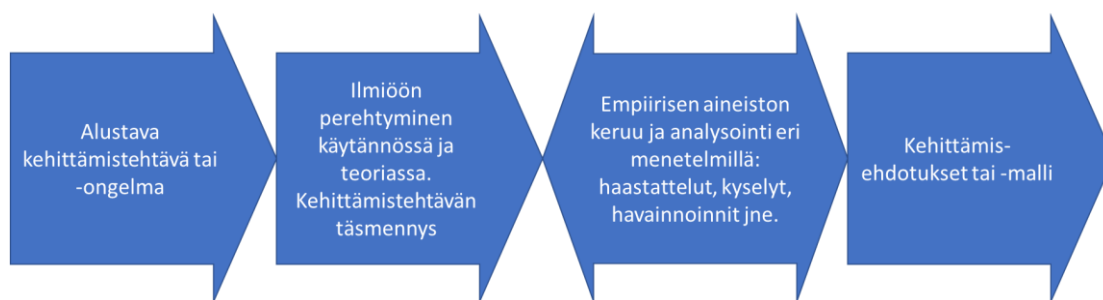 Alustava
kehittämistehtävä tai
-ongelma
Ilmiöön
perehtyminen
käytännössä ja
teoriassa.
Kehittämistehtävän
täsmennys
Empiirisen aineiston
keruu ja analysointi eri
menetelmillä:
haastattelut, kyselyt,
havainnoinnit jne.
Kehittämis-
ehdotukset tai -malli